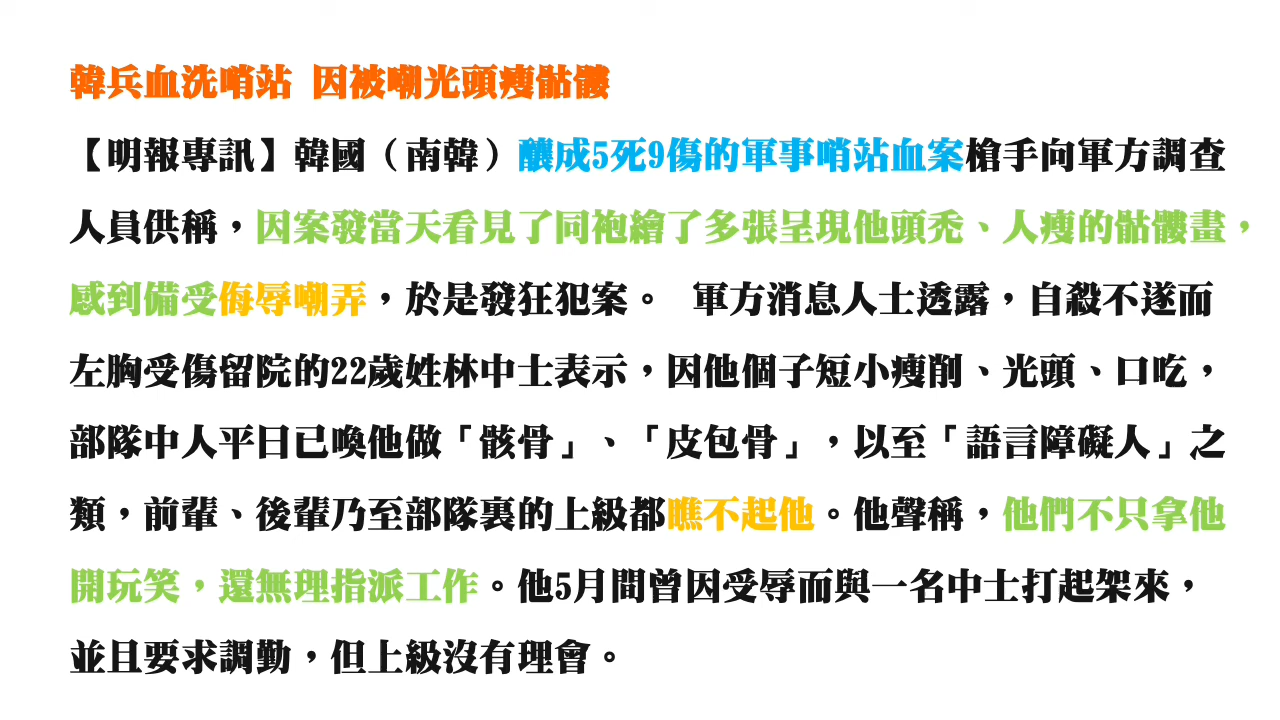 韓兵血洗哨站 因被嘲光頭瘦骷髏
【明報專訊】韓國（南韓）釀成5死9傷的軍事哨站血案槍手向軍方調查
人員供稱，因案發當天看見了同袍繪了多張呈現他頭禿、人瘦的骷髏畫，
感到備受侮辱嘲弄，於是發狂犯案。 軍方消息人士透露，自殺不遂而
左胸受傷留院的22歲姓林中士表示，因他個子短小瘦削、光頭、口吃，
部隊中人平日已喚他做「骸骨」、「皮包骨」，以至「語言障礙人」之
類，前輩、後輩乃至部隊裏的上級都瞧不起他。他聲稱，他們不只拿他
開玩笑，還無理指派工作。他5月間曾因受辱而與一名中士打起架來，
並且要求調勤，但上級沒有理會。